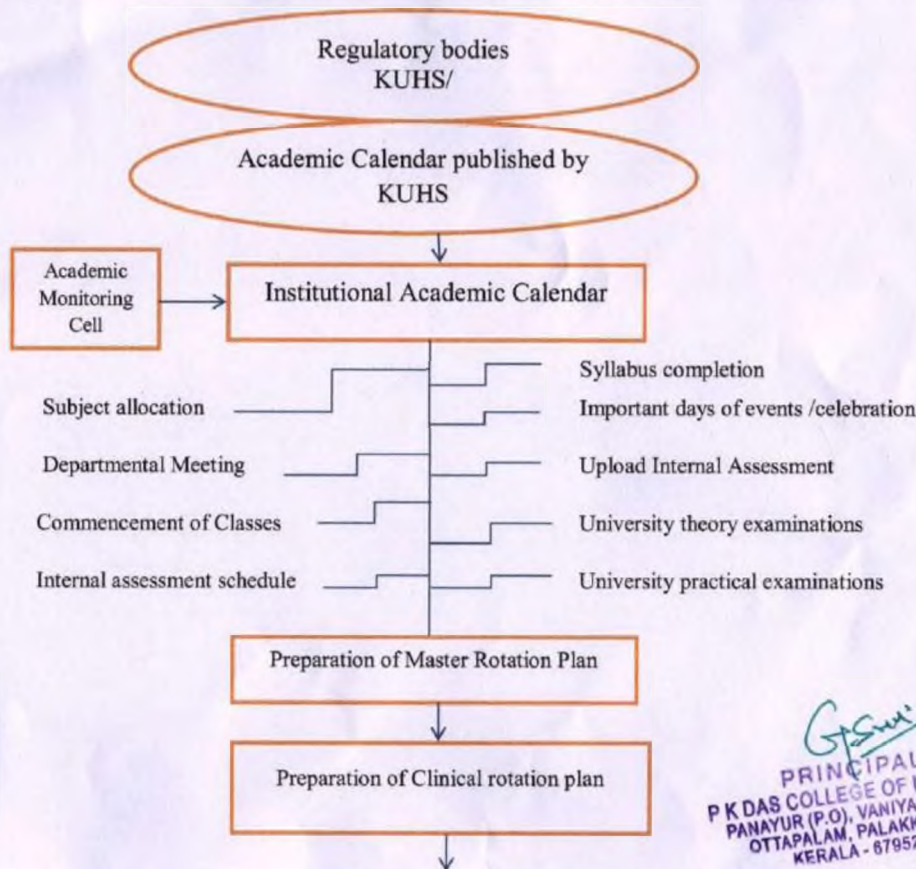 Regulatory bodies
KUHS/
Academic Calendar published by
KUHS
Academic
Monitoring
Cell
Institutional Academic Calendar
Subject allocation
Departmental Meeting
Commencement of Classes
Internal assessment schedule
Syllabus completion
Important days of events /celebration
Upload Internal Assessment
University theory examinations
University practical examinations
Preparation of Master Rotation Plan
Preparation of Clinical rotation plan
PRINCIPAL
P K DAS COLLEGE OF
PANAYUR (P.O),
OTTAPALAM,
KERALA - 67952